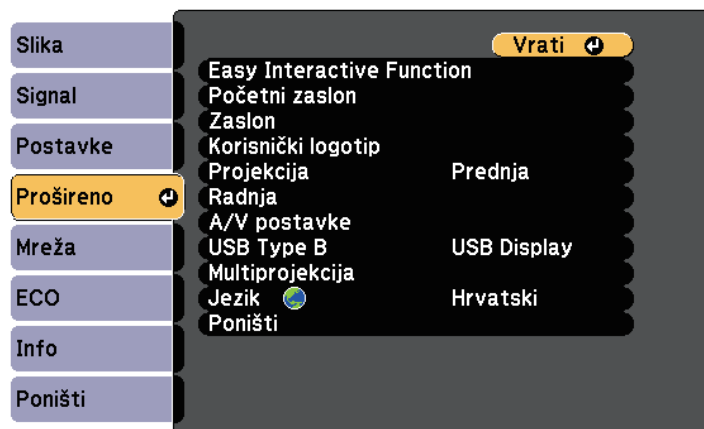 Slika
Signal
Postavke
Prošireno
Mreža
ECO
Info
Poništi
Vrati
Easy Interactive Function
Početni zaslon
Zaslon
Korisnički logotip
Projekcija Prednja
Radnja
A/V postavke
USB Type B USB Display
Multiprojekcija
Jezik Hrvatski
Poništi